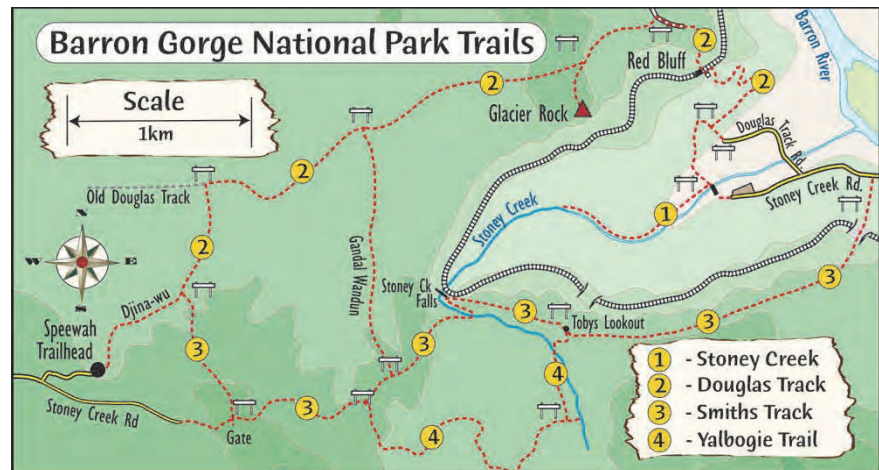 Barron Gorge National Park Trails
Scale
1km
Barron
River
2
Red Bluff
2
2
Glacier Rock
Douglas
Track Rd
2
Old Douglas Track
1
Stoney Creek Rd.
Stoney Creek
N
W
E
S
2
Gandal Wandun
Djina-wu
Stoney Ck
Falls
3
3
Speewah
Trailhead
3
3
Tobys Lookout
3
4
Stoney Creek Rd
3
Gate
4
1 - Stoney Creek
2 - Douglas Track
3 - Smiths Track
4 - Yalbogie Trail